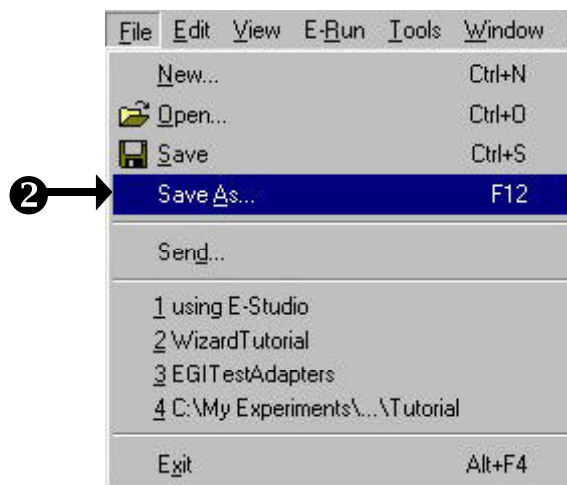 File Edit View E-Run Tools Window
New... Ctrl+N
Open... Ctrl+O
Save Ctrl+S
2 Save As... F12
Send...
1 using E-Studio
2 WizardTutorial
3 EGITestAdapters
4 C:\My Experiments\...\Tutorial
Exit Alt+F4